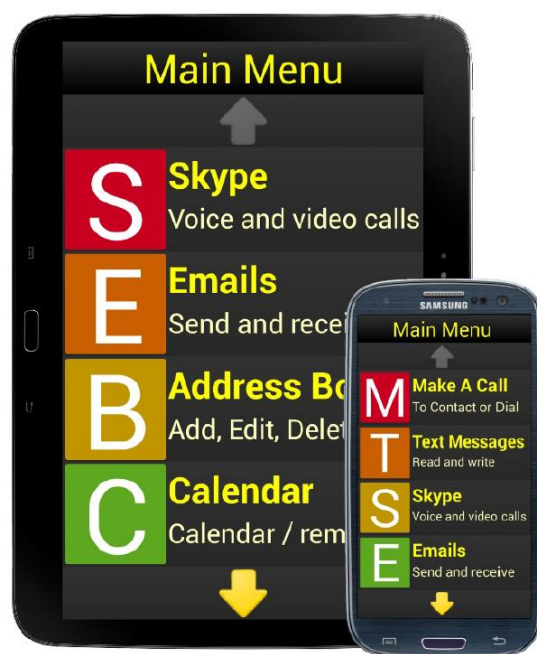 Main Menu
S
Skype
Voice and video calls
E
Emails
Send and recei
B
Address Bo
Add, Edit, Delet
C
Calendar
Calendar / rem
SAMSUNG
Main Menu
M
Make A Call
To Contact or Dial
T
Text Messages
Read and write
S
Skype
Voice and video calls
E
Emails
Send and receive